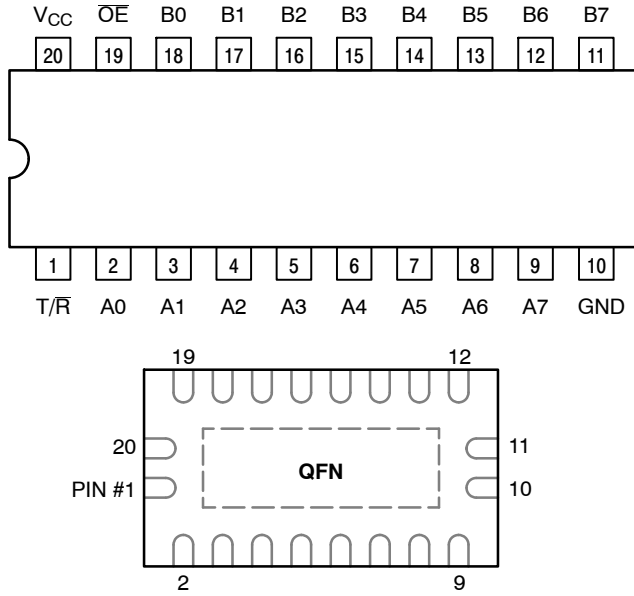 V_CC O̅E̅ B0 B1 B2 B3 B4 B5 B6 B7
20 19 18 17 16 15 14 13 12 11
1 2 3 4 5 6 7 8 9 10
T/R̅ A0 A1 A2 A3 A4 A5 A6 A7 GND
19 12
20 11
QFN
PIN #1 10
2 9